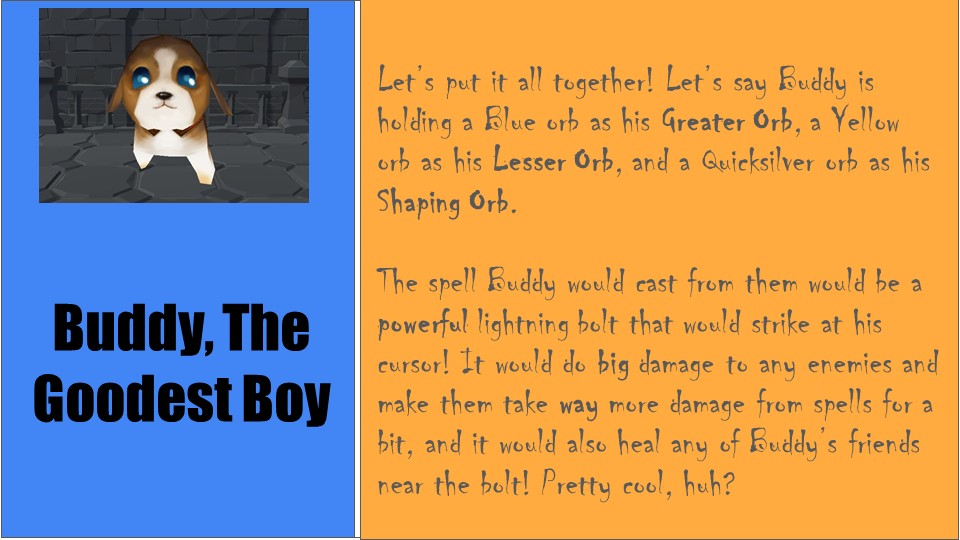 Buddy, The
Goodest Boy
Let's put it all together! Let's say Buddy is
holding a Blue orb as his Greater Orb, a Yellow
orb as his Lesser Orb, and a Quicksilver orb as his
Shaping Orb.
The spell Buddy would cast from them would be a
powerful lightning bolt that would strike at his
cursor! It would do big damage to any enemies and
make them take way more damage from spells for a
bit, and it would also heal any of Buddy's friends
near the bolt! Pretty cool, huh?